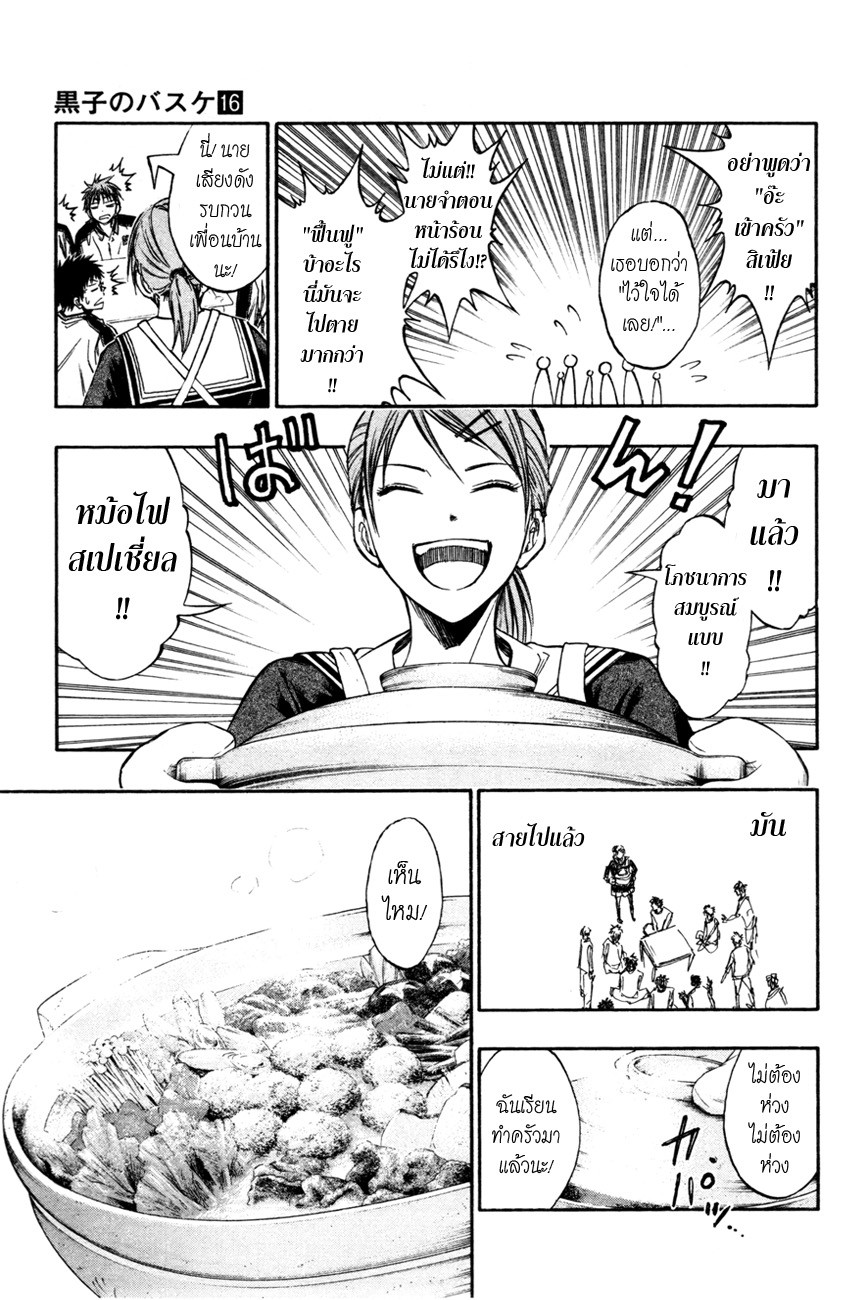 黒子のバスケ16
อย่าพูดว่า
"อ๊ะ
เข้าครัว"
สิเฟ้ย
!!
แต่...
เธอบอกว่า
"ไว้ใจได้
เลย!"...
ไม่แต่!!
นายจำตอน
หน้าร้อน
ไม่ได้รึไง!?
"ฟื้นฟู"
บ้าอะไร
นี่มันจะ
ไปตาย
มากกว่า
!!
นี่! นาย
เสียงดัง
รบกวน
เพื่อนบ้าน
นะ!
ばん!
มา
แล้ว
!!
โภชนาการ
สมบูรณ์
แบบ
!!
หม้อไฟ
สเปเชี่ยล
!!
มัน
สายไปแล้ว
ไม่ต้อง
ห่วง
ไม่ต้อง
ห่วง
ฉันเรียน
ทำครัวมา
แล้วนะ!
カパッ...
เห็น
ไหม!